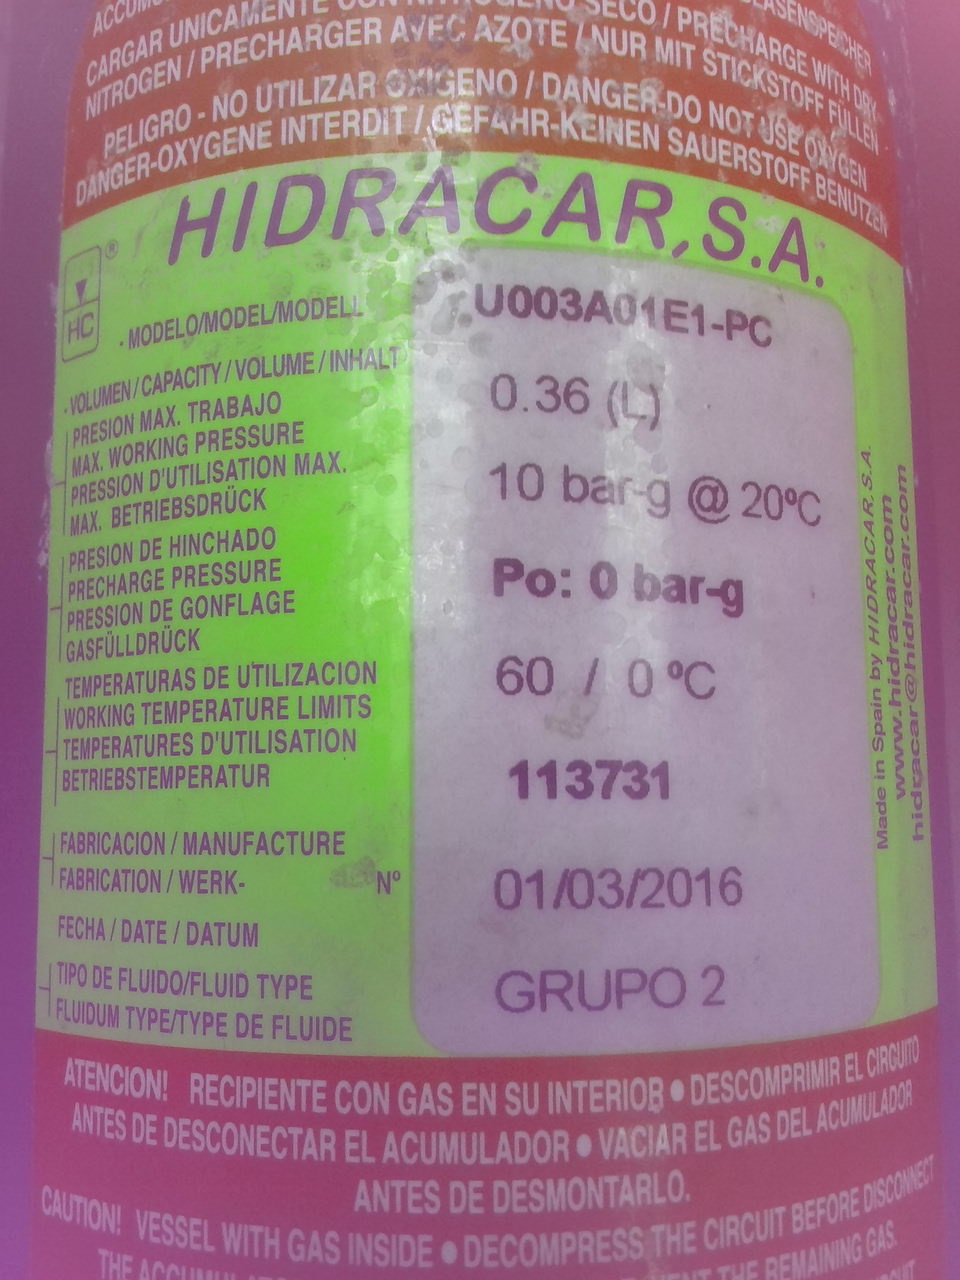 CARGAR UNICAMENTE CON NITROGENO SECO / PRECHARGE WITH DRY
NITROGEN / PRECHARGER AVEC AZOTE / NUR MIT STICKSTOFF FÜLLEN
PELIGRO - NO UTILIZAR OXIGENO / DANGER-DO NOT USE OXYGEN
DANGER-OXYGENE INTERDIT / GEFAHR-KEINEN SAUERSTOFF BENUTZEN
HIDRACAR, S.A.
®
HC
MODELO/MODEL/MODELL
U003A01E1-PC
VOLUMEN / CAPACITY / VOLUME / INHALT
0.36 (L)
PRESION MAX. TRABAJO
MAX. WORKING PRESSURE
PRESSION D'UTILISATION MAX.
MAX. BETRIEBSDRÜCK
10 bar-g @ 20ºC
PRESION DE HINCHADO
PRECHARGE PRESSURE
PRESSION DE GONFLAGE
GASFÜLLDRÜCK
Po: 0 bar-g
TEMPERATURAS DE UTILIZACION
WORKING TEMPERATURE LIMITS
TEMPERATURES D'UTILISATION
BETRIEBSTEMPERATUR
60 / 0 ºC
FABRICACION / MANUFACTURE
FABRICATION / WERK- Nº
113731
FECHA / DATE / DATUM
01/03/2016
TIPO DE FLUIDO/FLUID TYPE
FLUIDUM TYPE/TYPE DE FLUIDE
GRUPO 2
Made in Spain by HIDRACAR, S.A.
www.hidracar.com
hidracar@hidracar.com
ATENCION! RECIPIENTE CON GAS EN SU INTERIOR ● DESCOMPRIMIR EL CIRCUITO
ANTES DE DESCONECTAR EL ACUMULADOR ● VACIAR EL GAS DEL ACUMULADOR
ANTES DE DESMONTARLO.
CAUTION! VESSEL WITH GAS INSIDE ● DECOMPRESS THE CIRCUIT BEFORE DISCONNECT
THE REMAINING GAS.